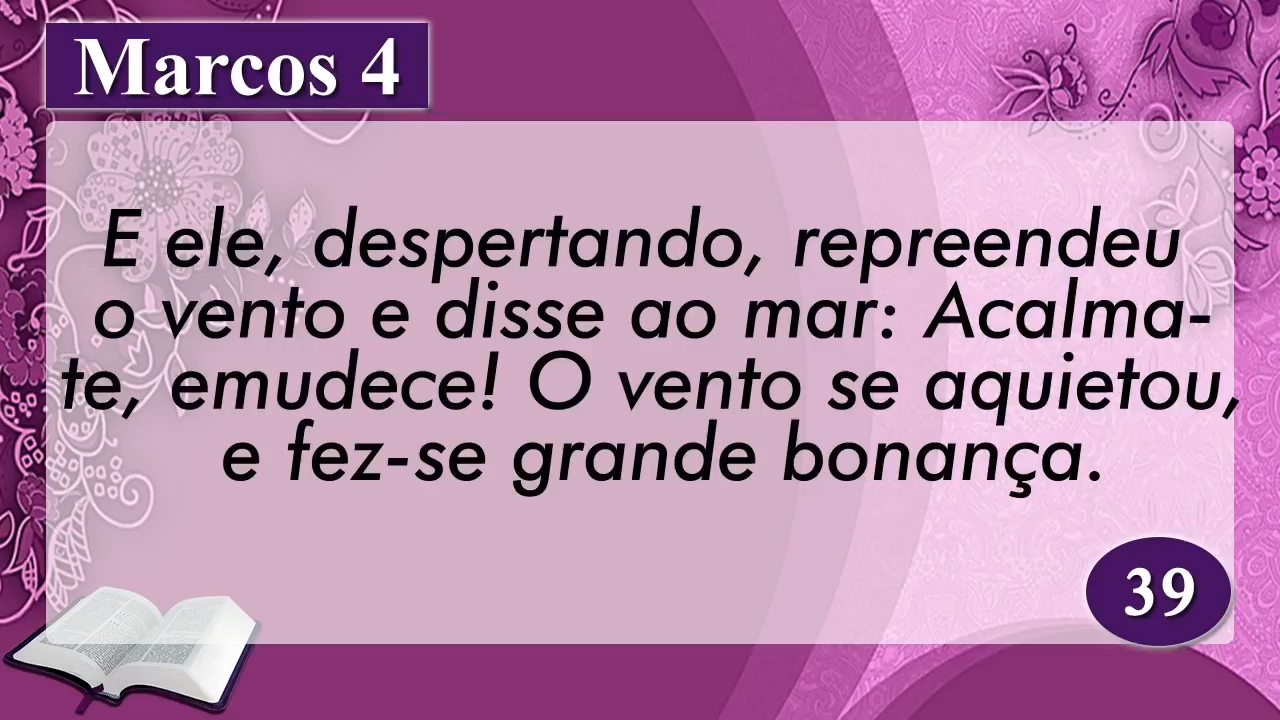 Marcos 4
E ele, despertando, repreendeu
o vento e disse ao mar: Acalma-
te, emudece! O vento se aquietou,
e fez-se grande bonança.
39